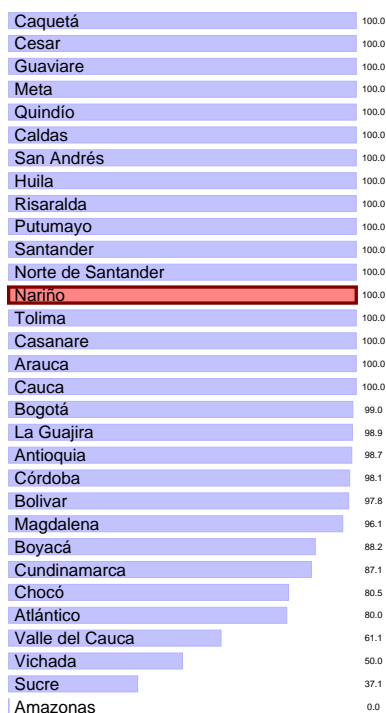 Caquetá 100.0
Cesar 100.0
Guaviare 100.0
Meta 100.0
Quindío 100.0
Caldas 100.0
San Andrés 100.0
Huila 100.0
Risaralda 100.0
Putumayo 100.0
Santander 100.0
Norte de Santander 100.0
Nariño 100.0
Tolima 100.0
Casanare 100.0
Arauca 100.0
Cauca 100.0
Bogotá 99.0
La Guajira 98.9
Antioquia 98.7
Córdoba 98.1
Bolivar 97.8
Magdalena 96.1
Boyacá 88.2
Cundinamarca 87.1
Chocó 80.5
Atlántico 80.0
Valle del Cauca 61.1
Vichada 50.0
Sucre 37.1
Amazonas 0.0